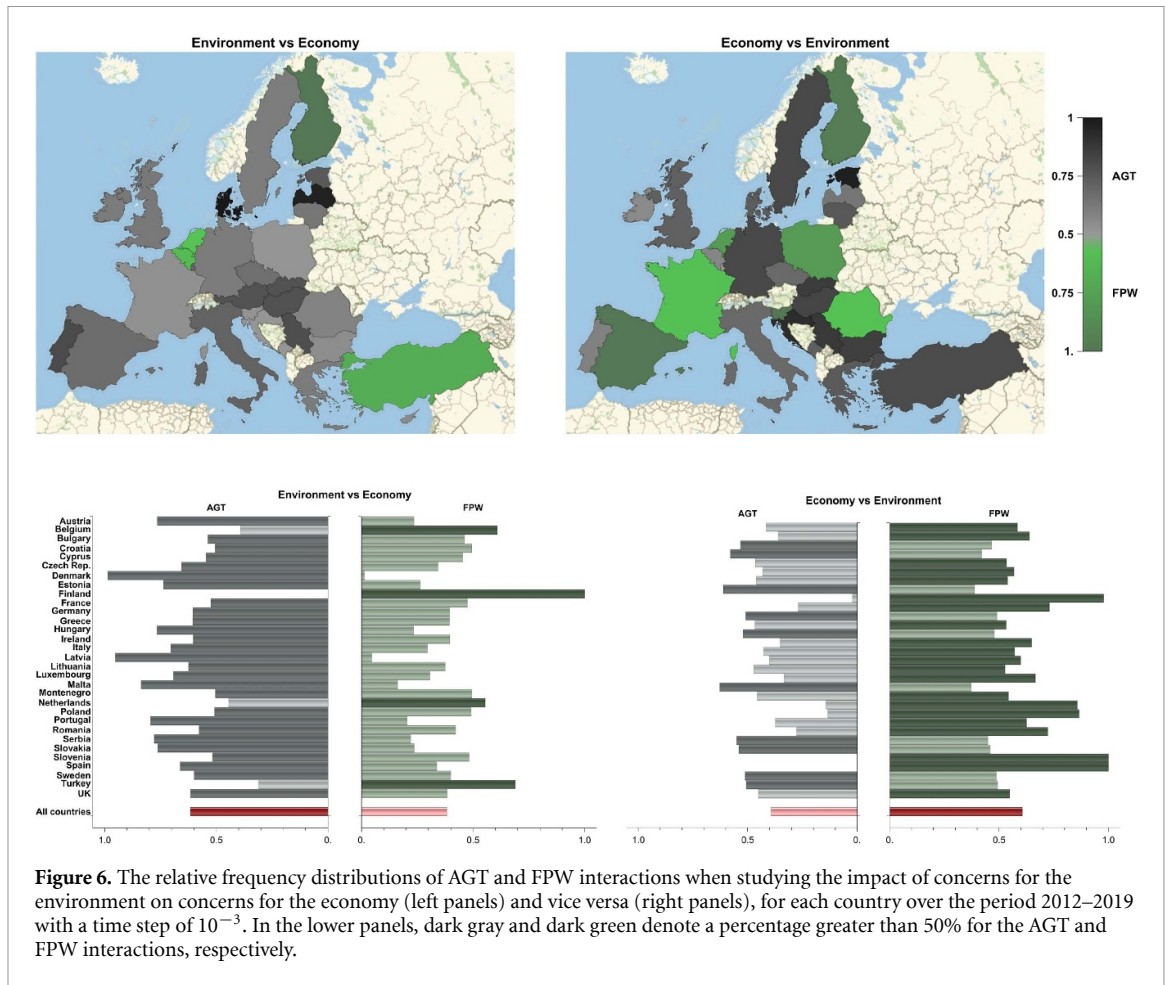 Environment vs Economy
Economy vs Environment
1
0.75
AGT
0.5
0.75
FPW
1.
Environment vs Economy
AGT
FPW
Economy vs Environment
AGT
FPW
Austria
Belgium
Bulgary
Croatia
Cyprus
Czech Rep.
Denmark
Estonia
Finland
France
Germany
Greece
Hungary
Ireland
Italy
Latvia
Lithuania
Luxembourg
Malta
Montenegro
Netherlands
Poland
Portugal
Romania
Serbia
Slovakia
Slovenia
Spain
Sweden
Turkey
UK
All countries
1.0 0.5 0. 0. 0.5 1.0
1.0 0.5 0. 0. 0.5 1.0
Figure 6. The relative frequency distributions of AGT and FPW interactions when studying the impact of concerns for the
environment on concerns for the economy (left panels) and vice versa (right panels), for each country over the period 2012–2019
with a time step of 10⁻³. In the lower panels, dark gray and dark green denote a percentage greater than 50% for the AGT and
FPW interactions, respectively.